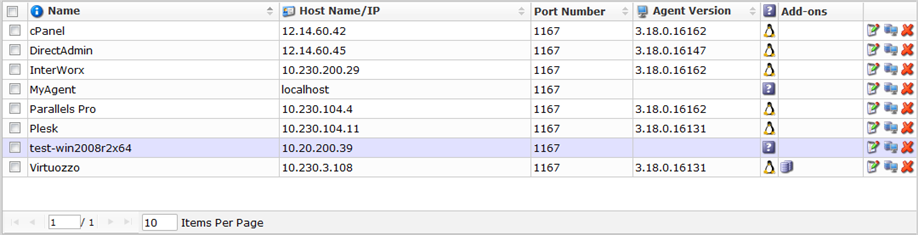 Name Host Name/IP Port Number Agent Version ? Add-ons
cPanel 12.14.60.42 1167 3.18.0.16162
DirectAdmin 12.14.60.45 1167 3.18.0.16147
InterWorx 10.230.200.29 1167 3.18.0.16162
MyAgent localhost 1167 ?
Parallels Pro 10.230.104.4 1167 3.18.0.16162
Plesk 10.230.104.11 1167 3.18.0.16131
test-win2008r2x64 10.20.200.39 1167 ?
Virtuozzo 10.230.3.108 1167 3.18.0.16131
1 / 1 10 Items Per Page